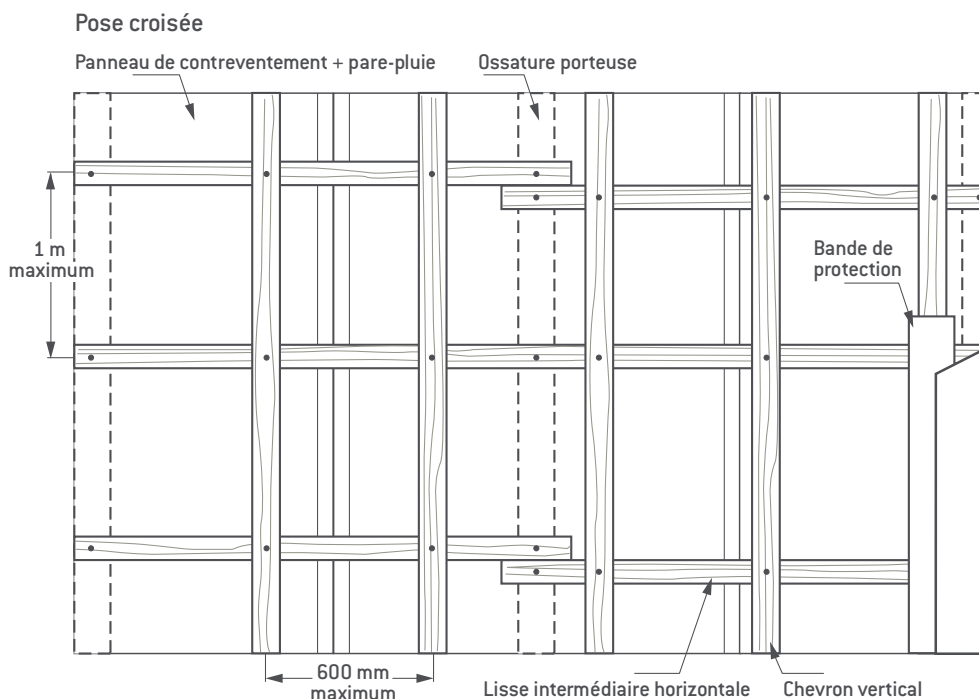 Pose croisée
Panneau de contreventement + pare-pluie
Ossature porteuse
1 m
maximum
Bande de
protection
600 mm
maximum
Lisse intermédiaire horizontale
Chevron vertical